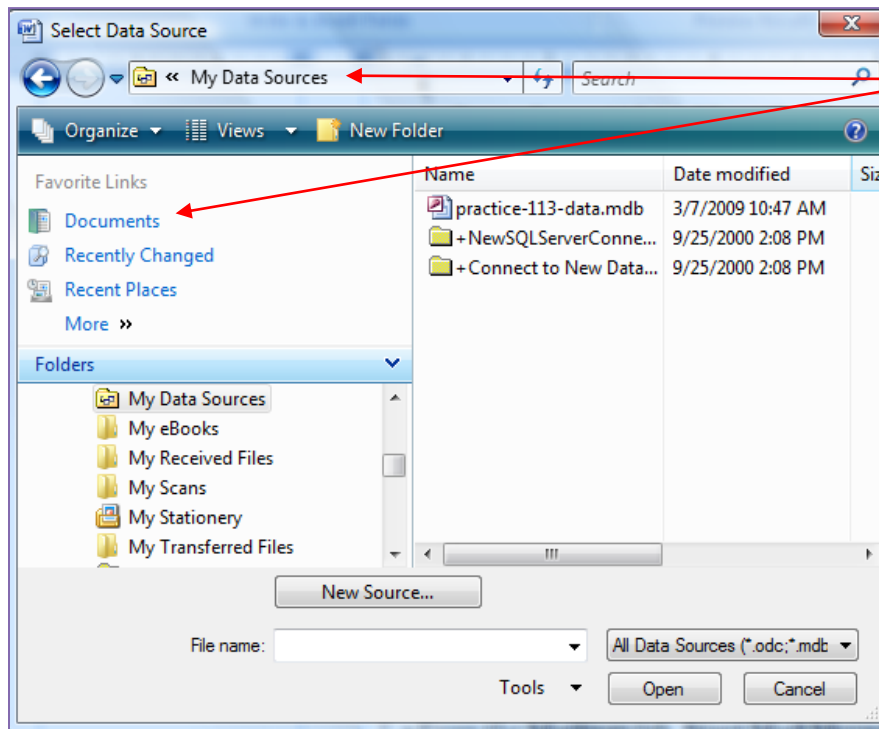 Select Data Source
« My Data Sources
Search
Organize Views New Folder
Favorite Links
Documents
Recently Changed
Recent Places
More »
Folders
My Data Sources
My eBooks
My Received Files
My Scans
My Stationery
My Transferred Files
Name Date modified Siz
practice-113-data.mdb 3/7/2009 10:47 AM
+NewSQLServerConne... 9/25/2000 2:08 PM
+Connect to New Data... 9/25/2000 2:08 PM
New Source...
File name:
All Data Sources (*.odc;*.mdb
Tools Open Cancel